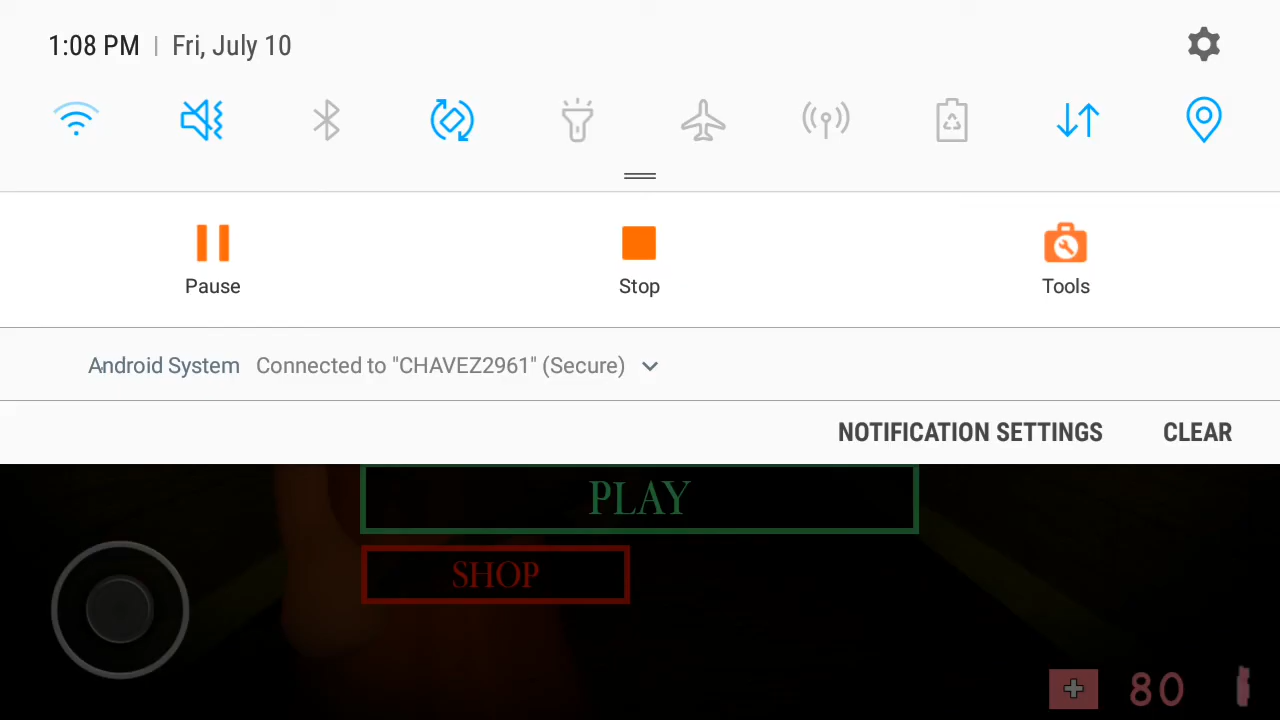 1:08 PM | Fri, July 10
Pause
Stop
Tools
Android System Connected to "CHAVEZ2961" (Secure)
NOTIFICATION SETTINGS CLEAR
PLAY
SHOP
80